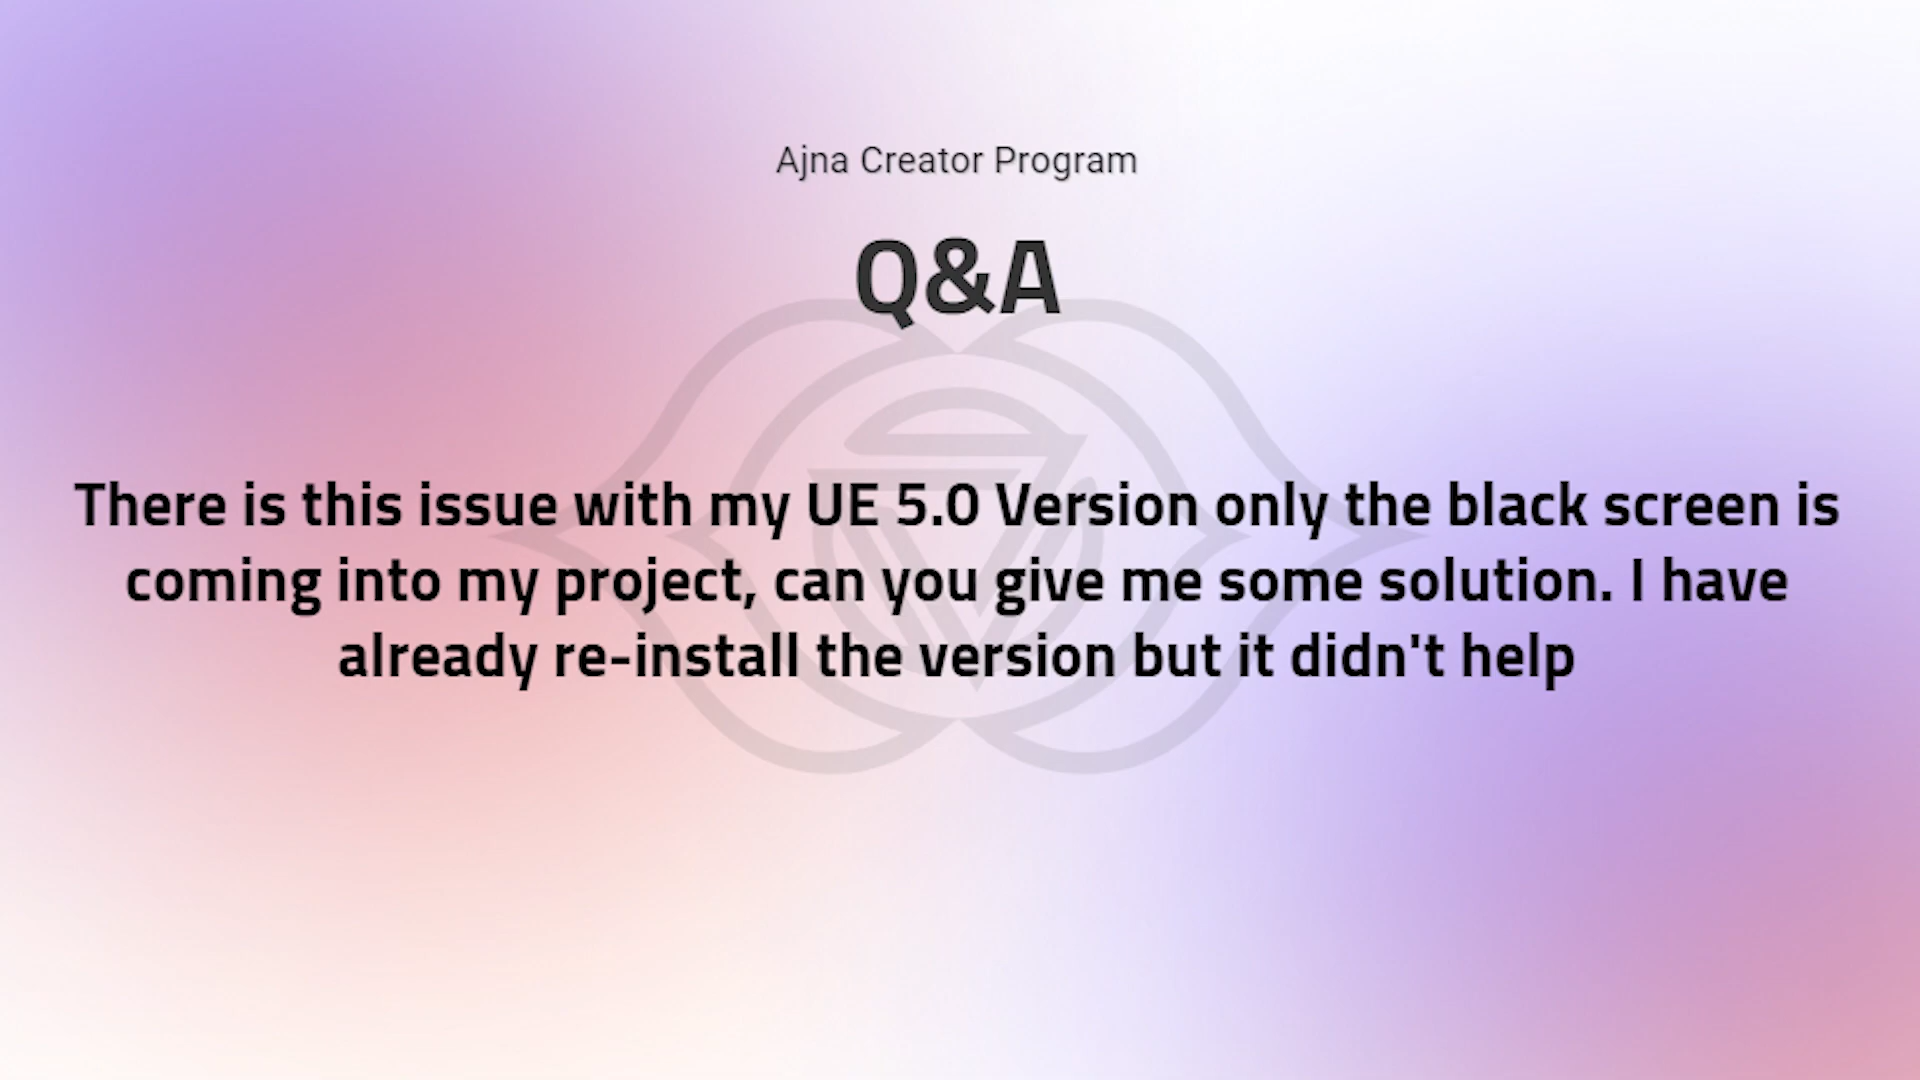 Ajna Creator Program
Q&A
There is this issue with my UE 5.0 Version only the black screen is
coming into my project, can you give me some solution. I have
already re-install the version but it didn't help